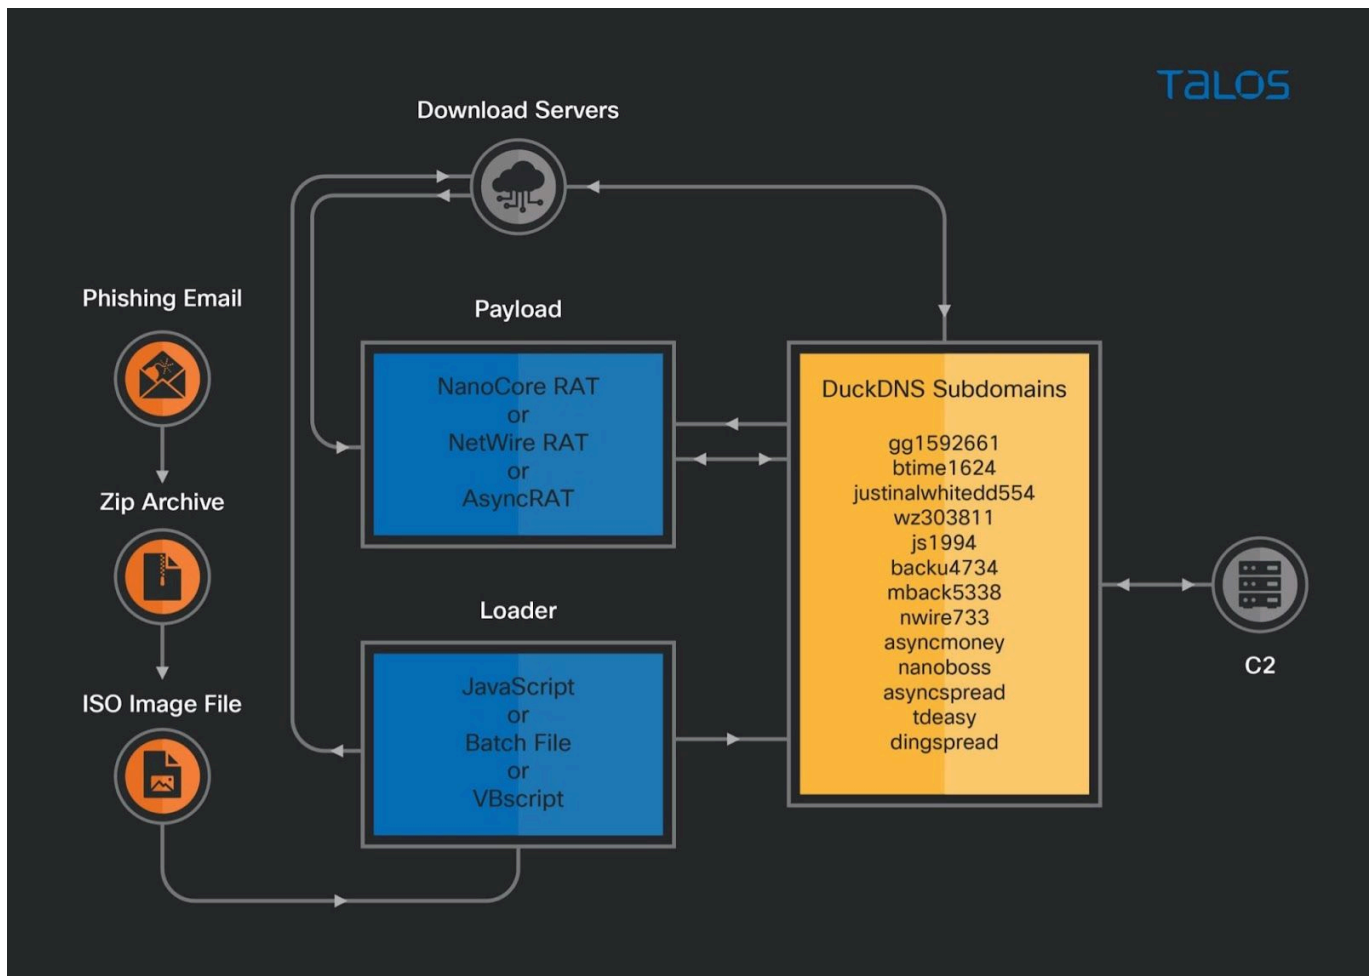 TALOS
Download Servers
Phishing Email
Zip Archive
ISO Image File
Payload
NanoCore RAT
or
NetWire RAT
or
AsyncRAT
Loader
JavaScript
or
Batch File
or
VBscript
DuckDNS Subdomains
gg1592661
btime1624
justinalwhitedd554
wz303811
js1994
backu4734
mback5338
nwire733
asyncmoney
nanoboss
asyncspread
tdeasy
dingspread
C2